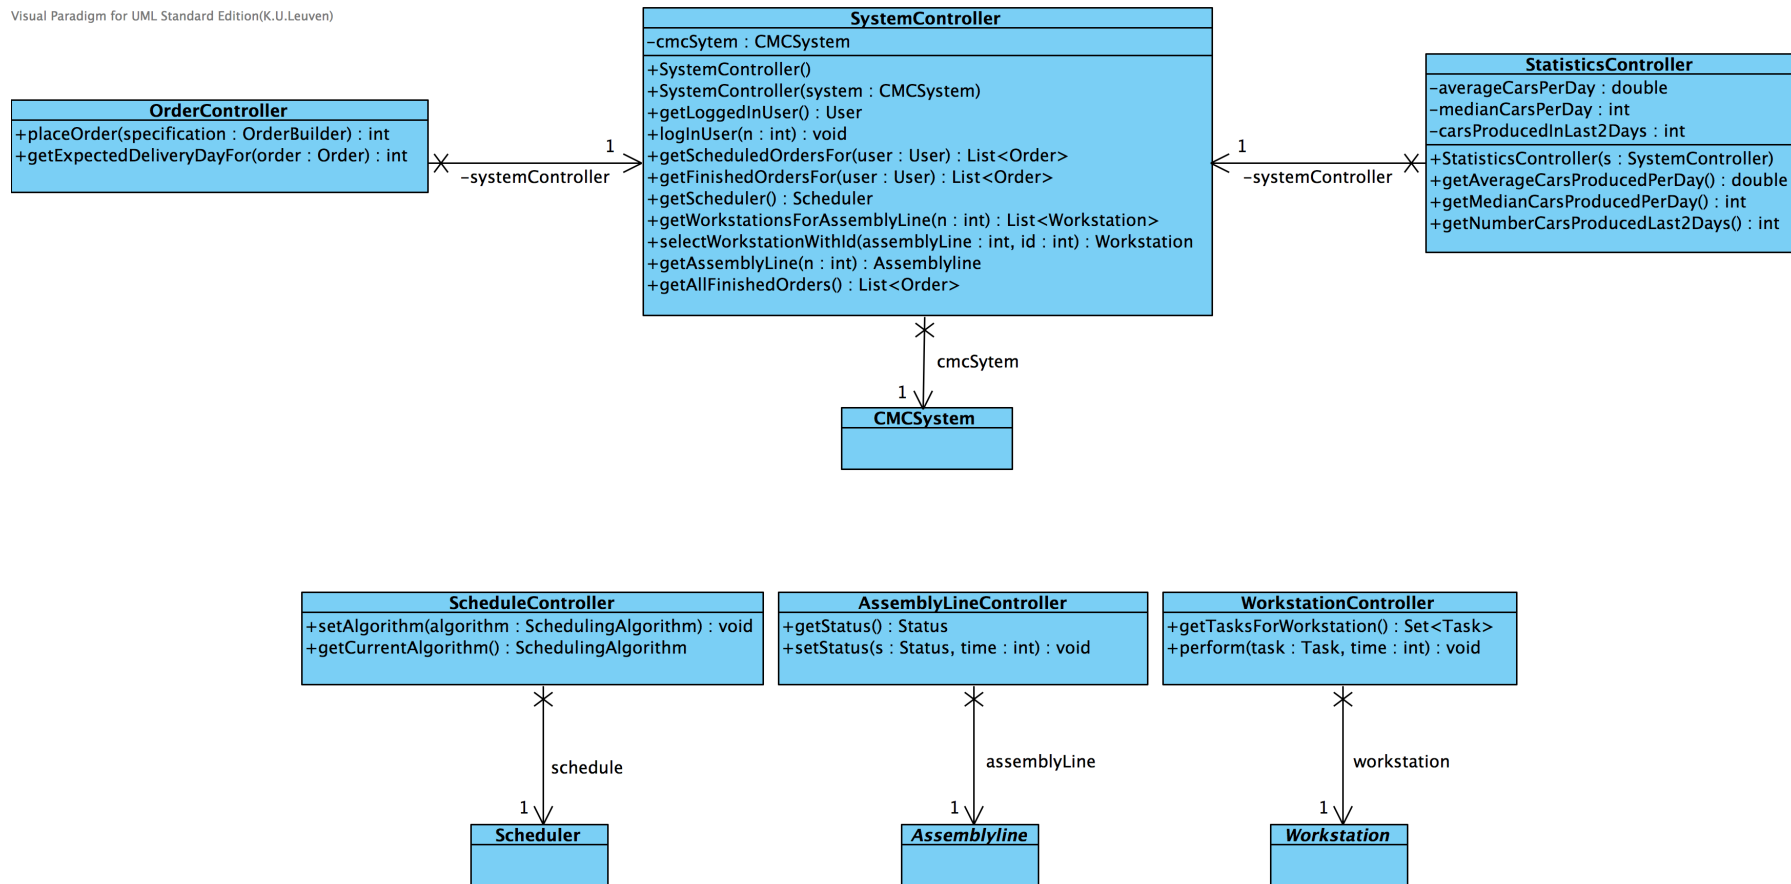 Visual Paradigm for UML Standard Edition(K.U.Leuven)
SystemController
-cmcSytem : CMCSystem
+SystemController()
+SystemController(system : CMCSystem)
+getLoggedInUser() : User
+logInUser(n : int) : void
+getScheduledOrdersFor(user : User) : List<Order>
+getFinishedOrdersFor(user : User) : List<Order>
+getScheduler() : Scheduler
+getWorkstationsForAssemblyLine(n : int) : List<Workstation>
+selectWorkstationWithId(assemblyLine : int, id : int) : Workstation
+getAssemblyLine(n : int) : Assemblyline
+getAllFinishedOrders() : List<Order>
OrderController
+placeOrder(specification : OrderBuilder) : int
+getExpectedDeliveryDayFor(order : Order) : int
1
-systemController
StatisticsController
-averageCarsPerDay : double
-medianCarsPerDay : int
-carsProducedInLast2Days : int
+StatisticsController(s : SystemController)
+getAverageCarsProducedPerDay() : double
+getMedianCarsProducedPerDay() : int
+getNumberCarsProducedLast2Days() : int
1
-systemController
cmcSytem
1
CMCSystem
ScheduleController
+setAlgorithm(algorithm : SchedulingAlgorithm) : void
+getCurrentAlgorithm() : SchedulingAlgorithm
AssemblyLineController
+getStatus() : Status
+setStatus(s : Status, time : int) : void
WorkstationController
+getTasksForWorkstation() : Set<Task>
+perform(task : Task, time : int) : void
schedule
1
Scheduler
assemblyLine
1
Assemblyline
workstation
1
Workstation